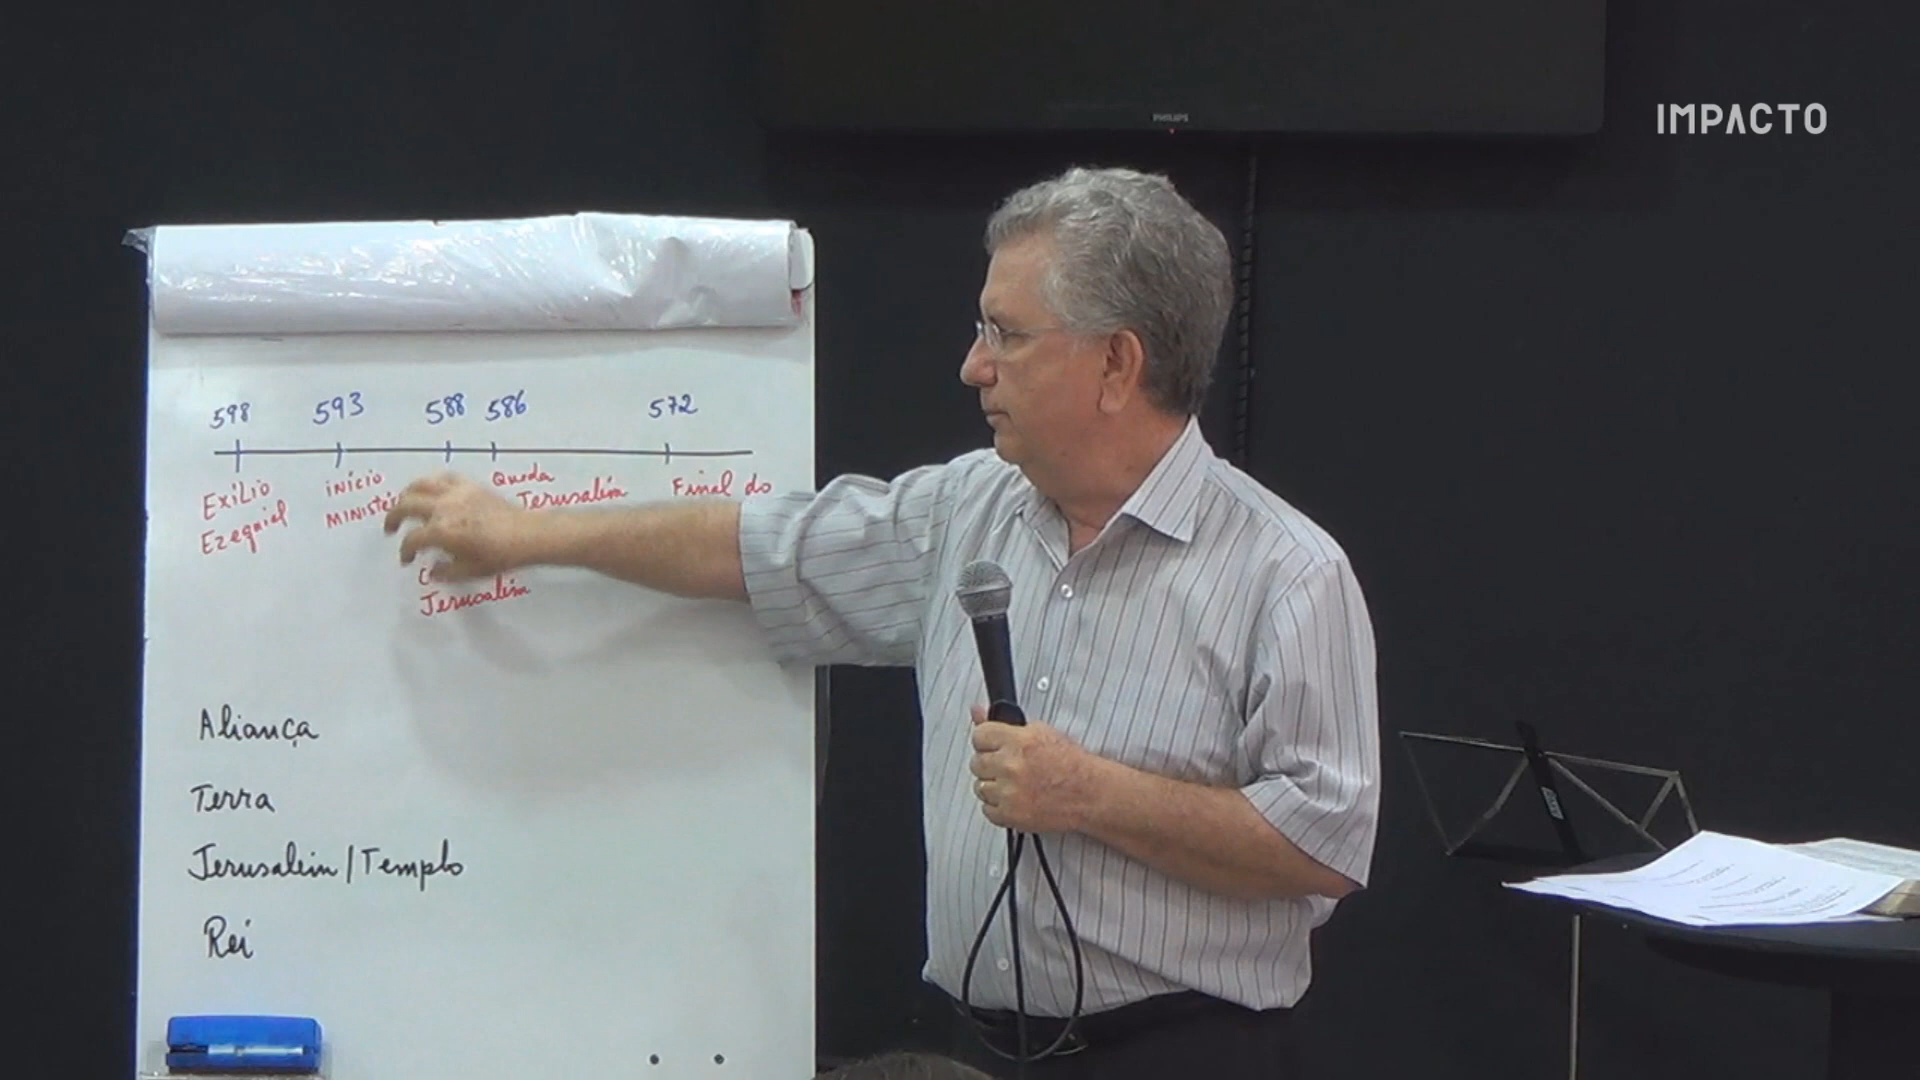 IMPACTO
PHILIPS
598 593 588 586 572
Exílio
Ezequiel
início
Queda
Jerusalém
Final do
Jerusalém
Aliança
Terra
Jerusalém/Templo
Rei